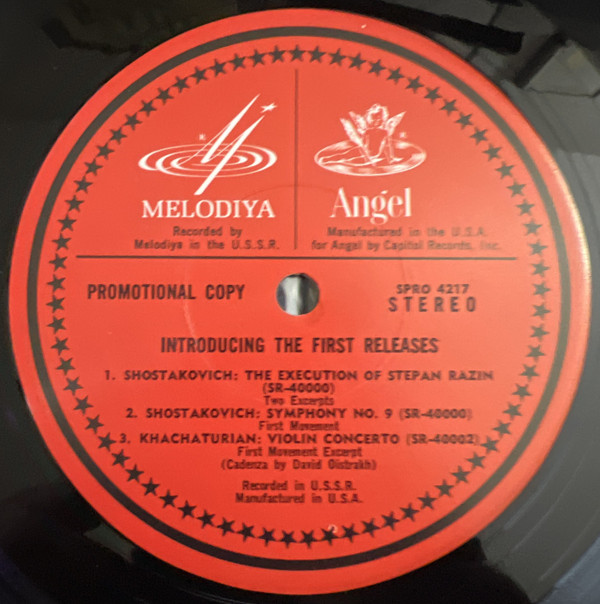 MELODIYA
Recorded by
Melodiya in the U.S.S.R.
Angel
Manufactured in the U.S.A.
for Angel by Capitol Records, Inc.
PROMOTIONAL COPY
SPRO 4217
STEREO
INTRODUCING THE FIRST RELEASES
1. SHOSTAKOVICH: THE EXECUTION OF STEPAN RAZIN
(SR-40000)
Two Excerpts
2. SHOSTAKOVICH: SYMPHONY NO. 9 (SR-40000)
First Movement
3. KHACHATURIAN: VIOLIN CONCERTO (SR-40002)
First Movement Excerpt
(Cadenza by David Oistrakh)
Recorded in U.S.S.R.
Manufactured in U.S.A.
2